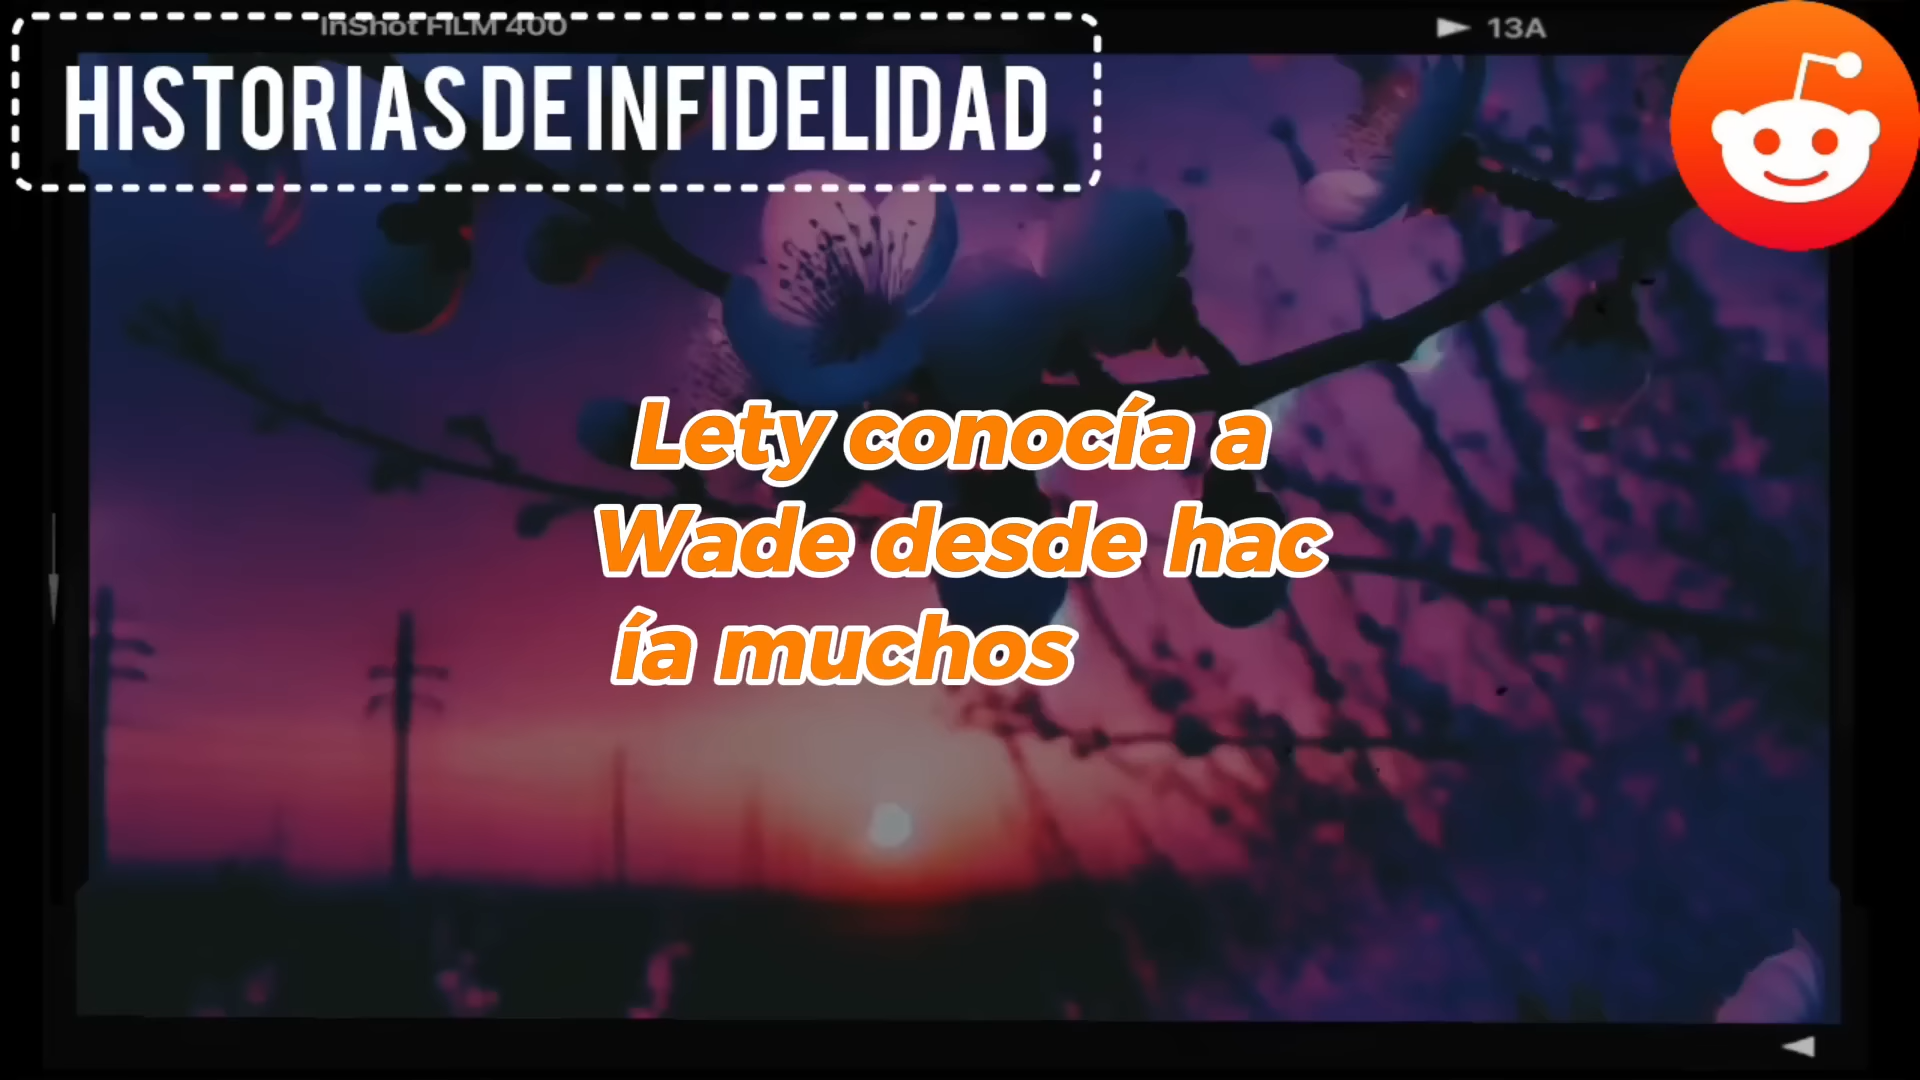 InShot FILM 400
13A
HISTORIAS DE INFIDELIDAD
Lety conocía a
Wade desde hac
ía muchos